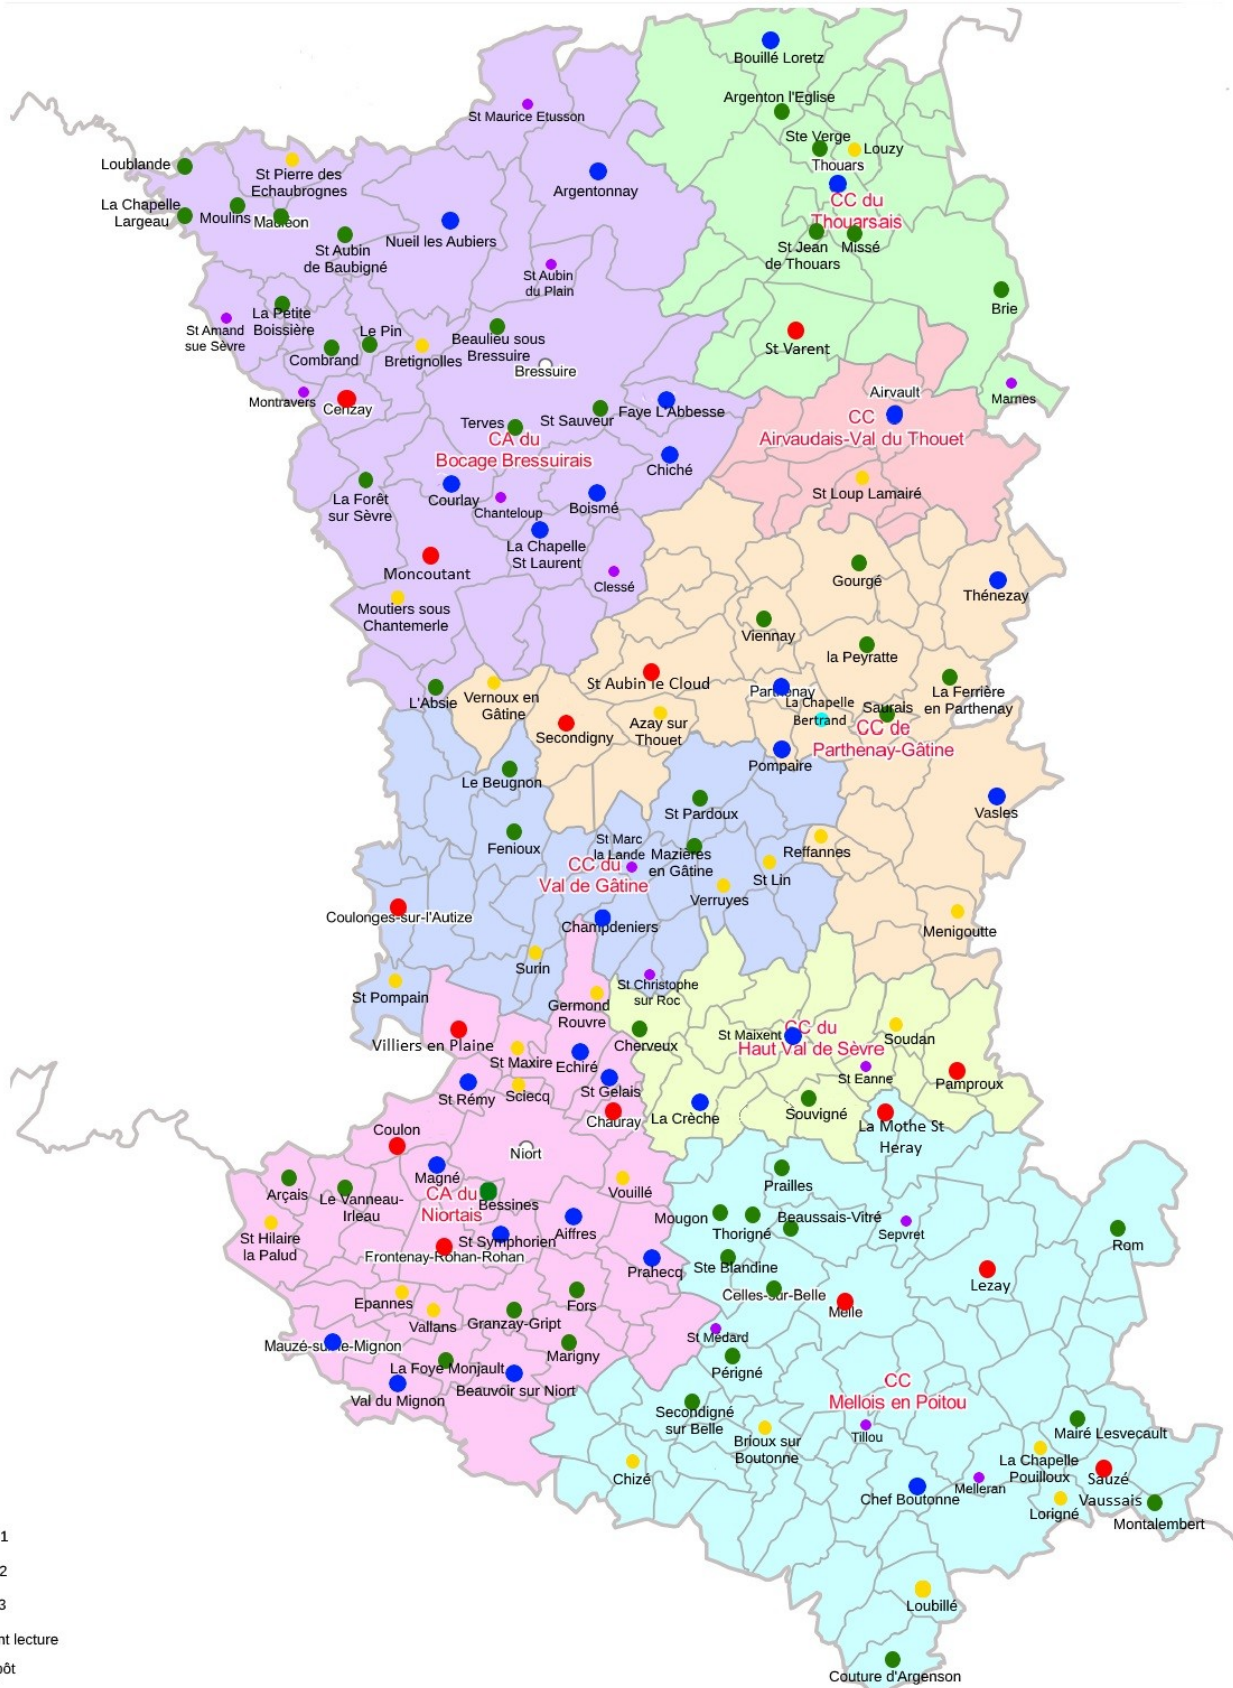 Bouillé Loretz
Argenton l'Eglise
St Maurice Etusson
Ste Verge
Louzy
Thouars
Loublande
St Pierre des
Echaubrognes
Argentonnay
CC du
Thouarsais
La Chapelle
Largeau
Moulins
Mauléon
Nueil les Aubiers
St Aubin
de Baubigné
St Jean
de Thouars
Missé
St Aubin
du Plain
Brie
La Petite
Boissière
St Amand
sue Sèvre
Le Pin
Combrand
Bretignolles
Beaulieu sous
Bressuire
Bressuire
St Varent
Montravers
Cerizay
Airvault
Marnes
Terves
St Sauveur
Faye L'Abbesse
CC
Airvaudais-Val du Thouet
CA du
Bocage Bressuirais
Chiché
La Forêt
sur Sèvre
Courlay
Chanteloup
Boismé
St Loup Lamairé
La Chapelle
St Laurent
Moncoutant
Clessé
Gourgé
Thénezay
Moutiers sous
Chantemerle
Viennay
la Peyratte
L'Absie
Vernoux en
Gâtine
St Aubin le Cloud
Parthenay
La Chapelle
Bertrand
Saurais
La Ferrière
en Parthenay
Secondigny
Azay sur
Thouet
CC de
Parthenay-Gâtine
Pompaire
Le Beugnon
St Pardoux
Vasles
Fenioux
St Marc
la Lande
Mazières
en Gâtine
Reffannes
CC du
Val de Gâtine
St Lin
Verruyes
Coulonges-sur-l'Autize
Champdeniers
Menigoutte
Surin
St Pompain
St Christophe
sur Roc
Germond
Rouvre
Villiers en Plaine
Cherveux
St Maixent
CC du
Haut Val de Sèvre
Soudan
St Maxire
Echiré
St Eanne
Pamproux
St Rémy
Sciecq
St Gelais
Chauray
La Crèche
Souvigné
La Mothe St
Heray
Coulon
Niort
Magné
Prailles
Arçais
Le Vanneau-
Irleau
CA du
Niortais
Bessines
Vouillé
Mougon
Thorigné
Beaussais-Vitré
Sepvret
Rom
St Hilaire
la Palud
St Symphorien
Aiffres
Frontenay-Rohan-Rohan
Prahecq
Ste Blandine
Lezay
Celles-sur-Belle
Melle
Epannes
Vallans
Granzay-Gript
Fors
St Médard
Mauzé-sur-le-Mignon
Marigny
Périgné
La Foye Monjault
Val du Mignon
Beauvoir sur Niort
CC
Mellois en Poitou
Secondigné
sur Belle
Brioux sur
Boutonne
Tillou
Mairé Lesvecault
La Chapelle
Pouilloux
Chizé
Sauzé
Vaussais
Chef Boutonne
Melleran
Lorigné
Montalembert
1
2
3
nt lecture
pôt
Loubillé
Couture d'Argenson